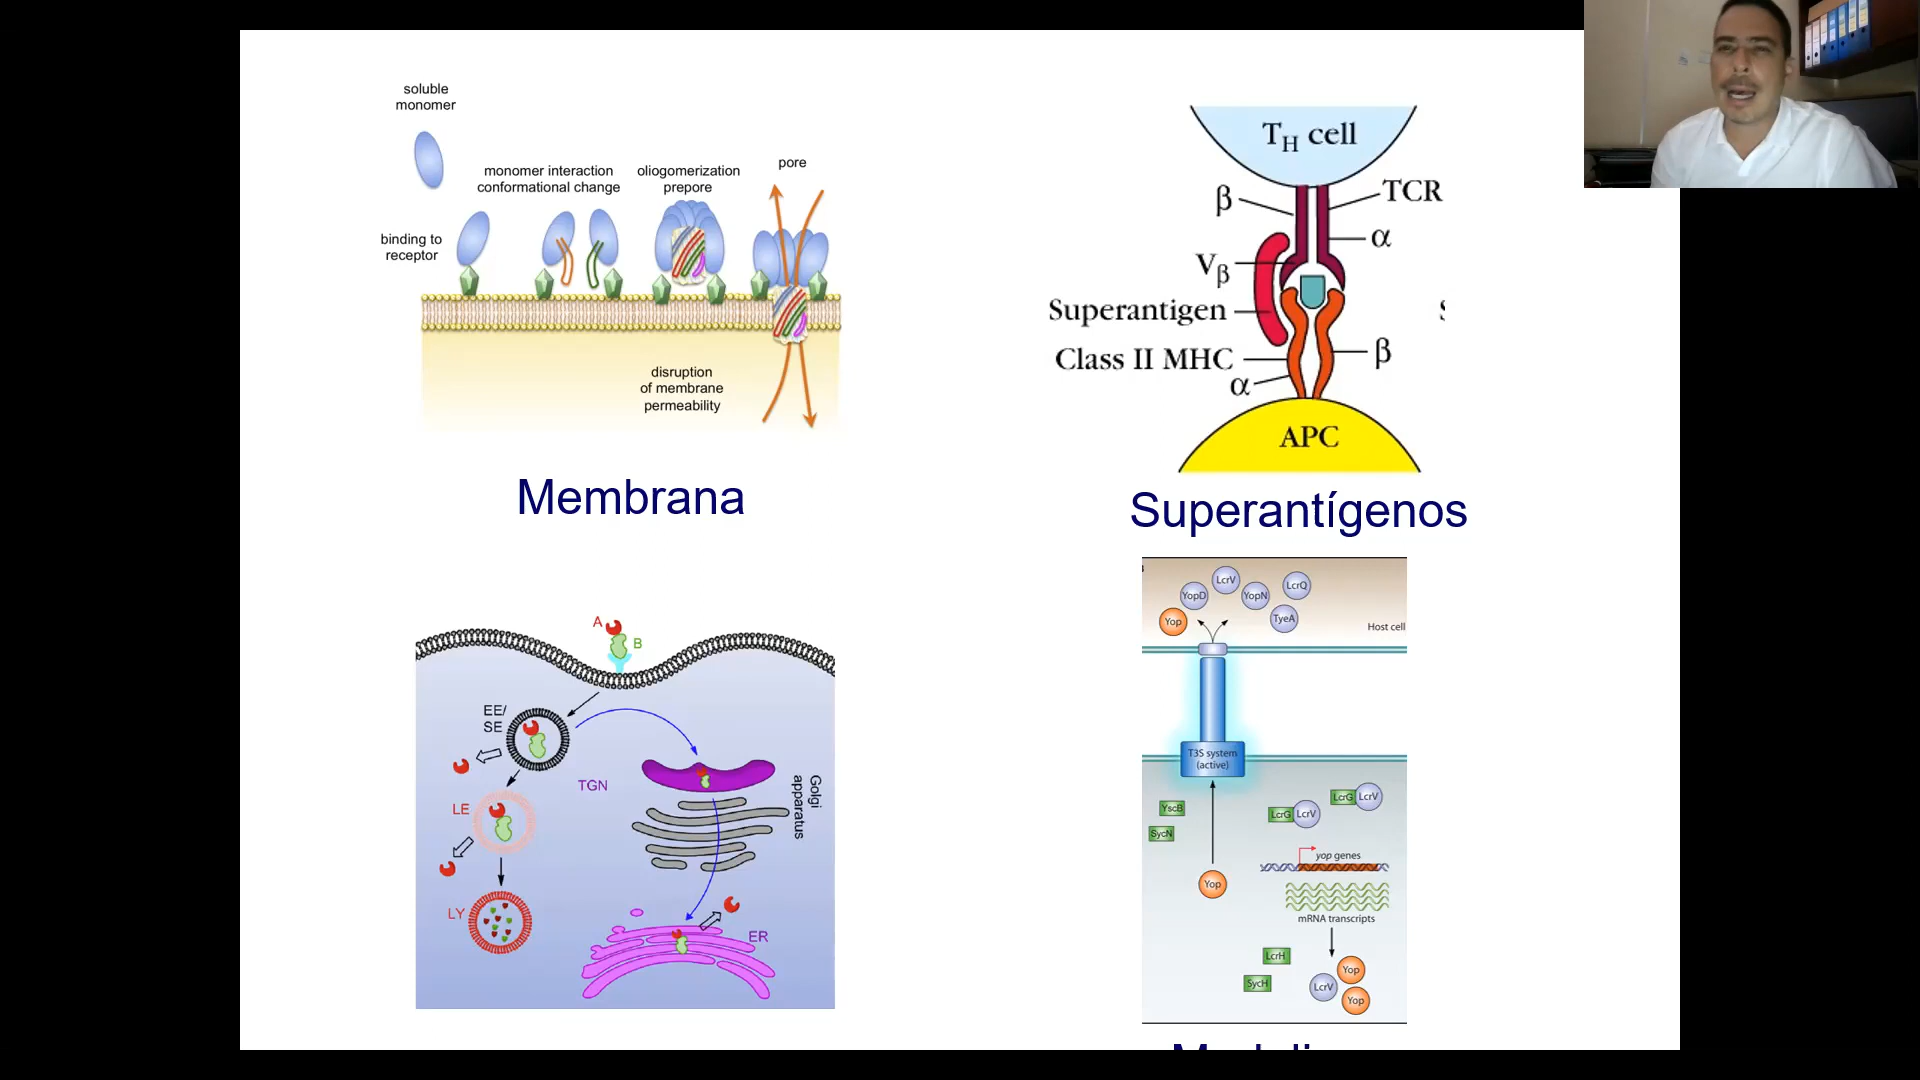 soluble
monomer
monomer interaction
conformational change
oliogomerization
prepore
pore
binding to
receptor
disruption
of membrane
permeability
Membrana
TH cell
β
TCR
α
Vβ
Superantigen
Class II MHC
β
α
APC
Superantígenos
A
B
EE/
SE
LE
TGN
Golgi
apparatus
LY
ER
LcrV
LcrQ
YopD
YopN
Yop
TyeA
Host cell
T3S system
(active)
YscB
LcrG
LcrV
LcrG
LcrV
SycN
yop genes
Yop
mRNA transcripts
LcrH
Yop
SycH
LcrV
Yop